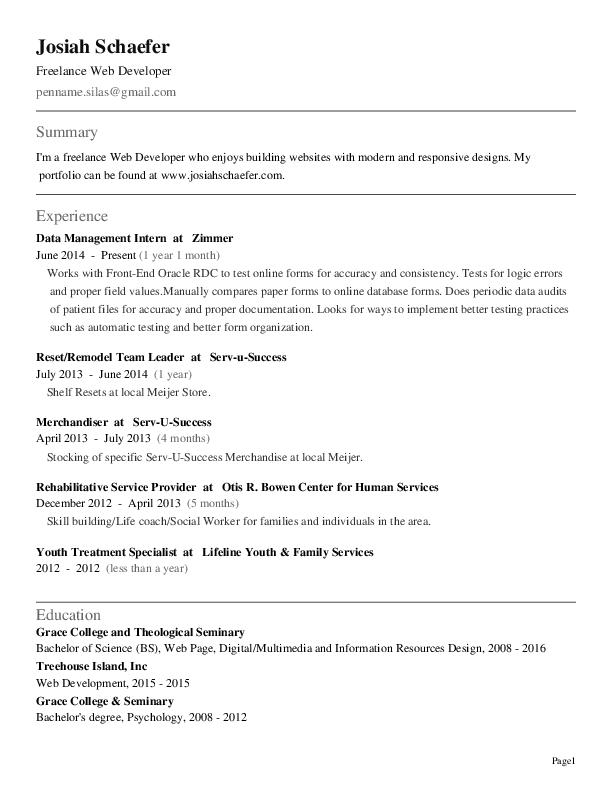 Josiah Schaefer
Freelance Web Developer
penname.silas@gmail.com
Summary
I'm a freelance Web Developer who enjoys building websites with modern and responsive designs. My
portfolio can be found at www.josiahschaefer.com.
Experience
Data Management Intern at Zimmer
June 2014 - Present (1 year 1 month)
Works with Front-End Oracle RDC to test online forms for accuracy and consistency. Tests for logic errors
and proper field values.Manually compares paper forms to online database forms. Does periodic data audits
of patient files for accuracy and proper documentation. Looks for ways to implement better testing practices
such as automatic testing and better form organization.
Reset/Remodel Team Leader at Serv-u-Success
July 2013 - June 2014 (1 year)
Shelf Resets at local Meijer Store.
Merchandiser at Serv-U-Success
April 2013 - July 2013 (4 months)
Stocking of specific Serv-U-Success Merchandise at local Meijer.
Rehabilitative Service Provider at Otis R. Bowen Center for Human Services
December 2012 - April 2013 (5 months)
Skill building/Life coach/Social Worker for families and individuals in the area.
Youth Treatment Specialist at Lifeline Youth & Family Services
2012 - 2012 (less than a year)
Education
Grace College and Theological Seminary
Bachelor of Science (BS), Web Page, Digital/Multimedia and Information Resources Design, 2008 - 2016
Treehouse Island, Inc
Web Development, 2015 - 2015
Grace College & Seminary
Bachelor's degree, Psychology, 2008 - 2012
Page1